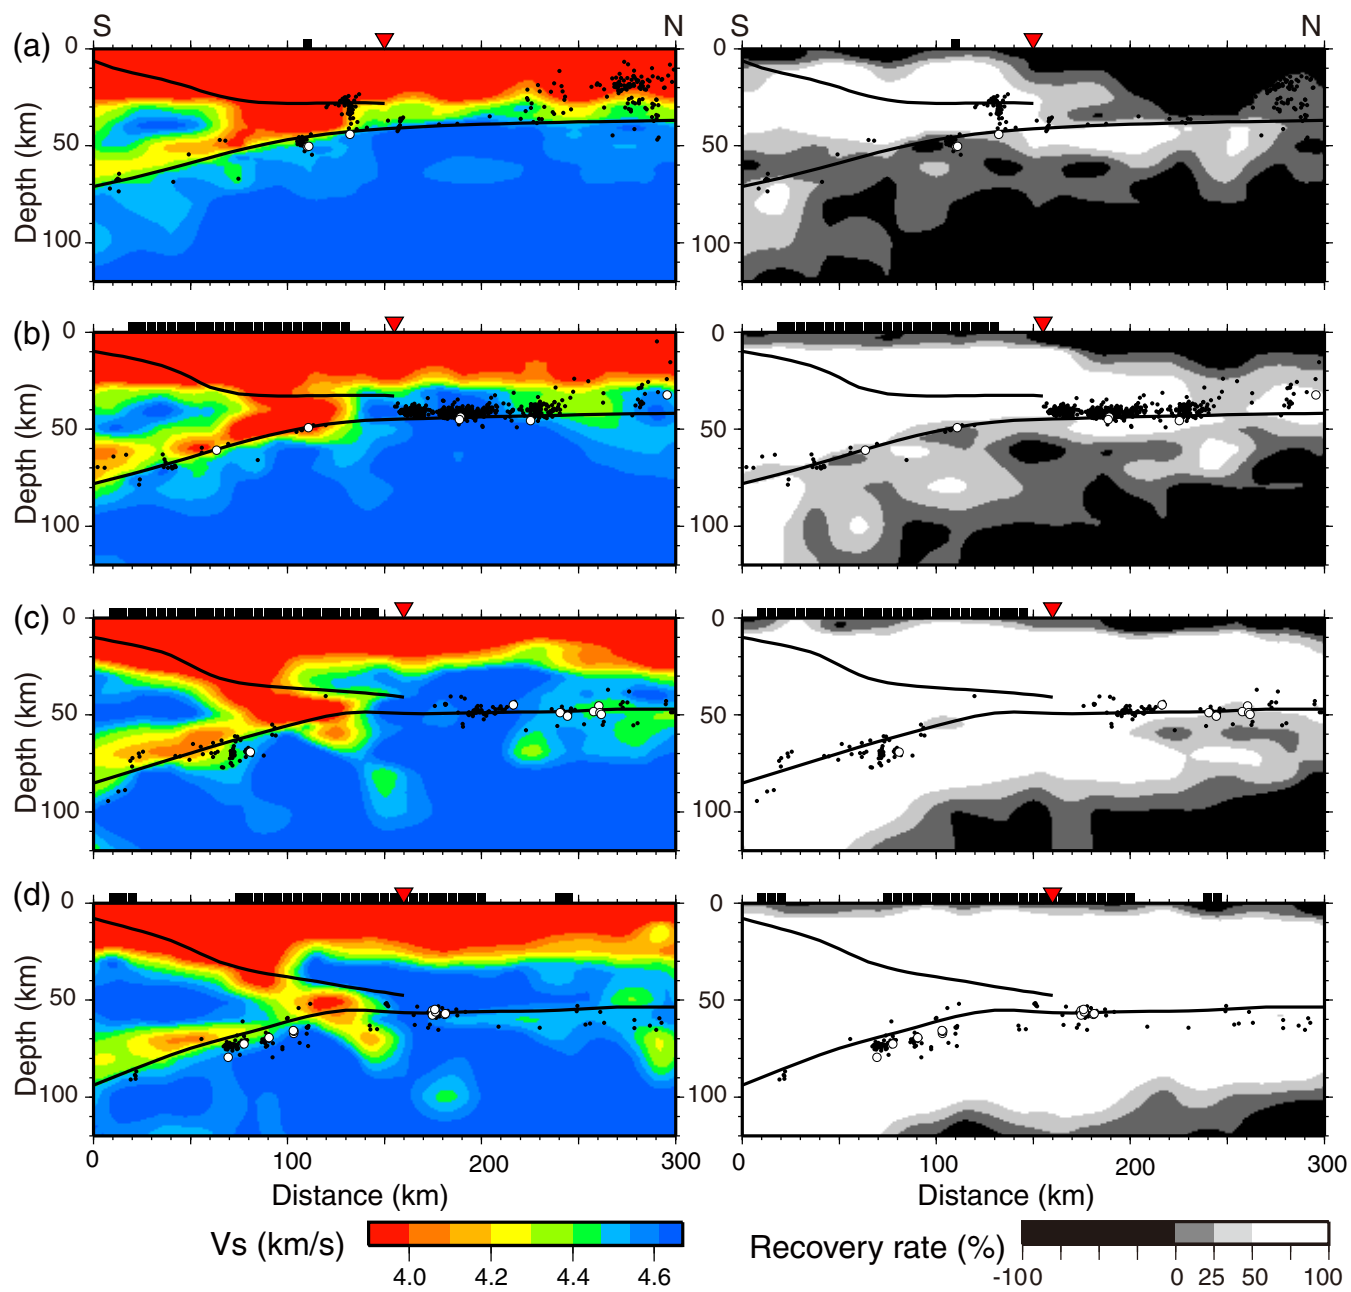 S N S N
(a)
0 0
50 50
100 100
Depth (km)
(b)
0 0
50 50
100 100
Depth (km)
(c)
0 0
50 50
100 100
Depth (km)
(d)
0 0
50 50
100 100
Depth (km)
0 100 200 300 0 100 200 300
Distance (km) Distance (km)
Vs (km/s) Recovery rate (%)
4.0 4.2 4.4 4.6 -100 0 25 50 100